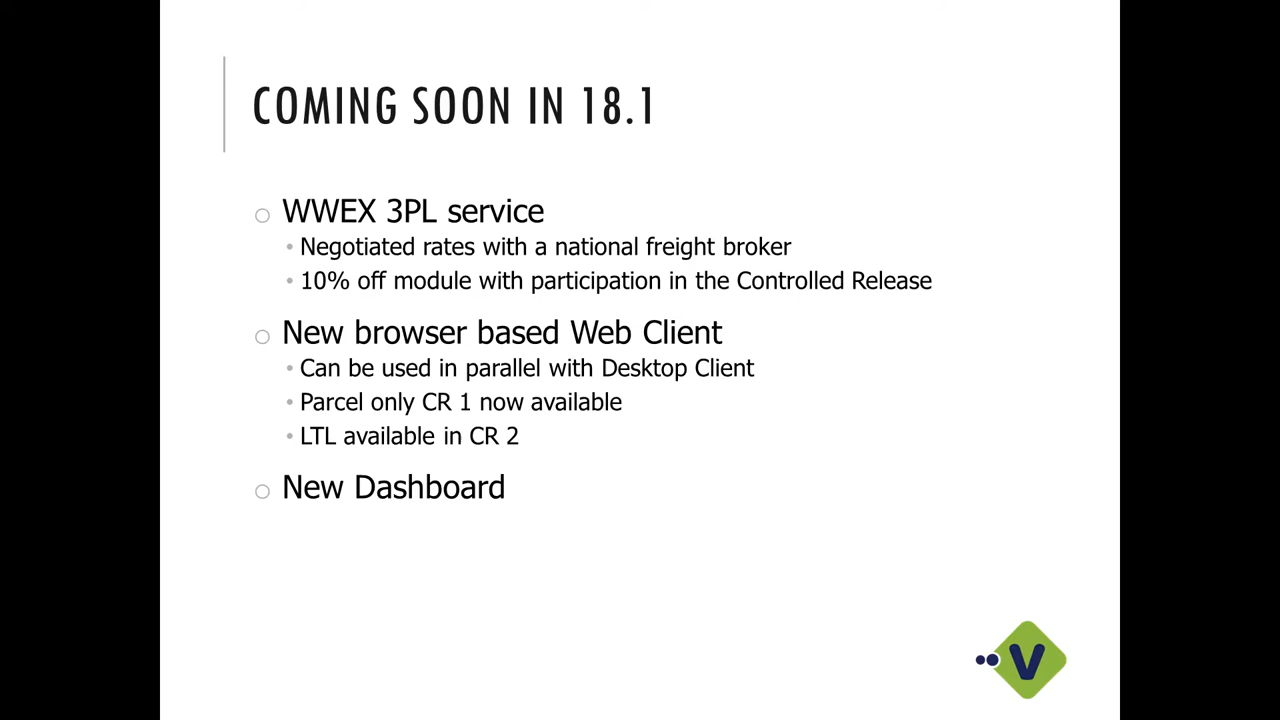 COMING SOON IN 18.1
WWEX 3PL service
Negotiated rates with a national freight broker
10% off module with participation in the Controlled Release
New browser based Web Client
Can be used in parallel with Desktop Client
Parcel only CR 1 now available
LTL available in CR 2
New Dashboard
V